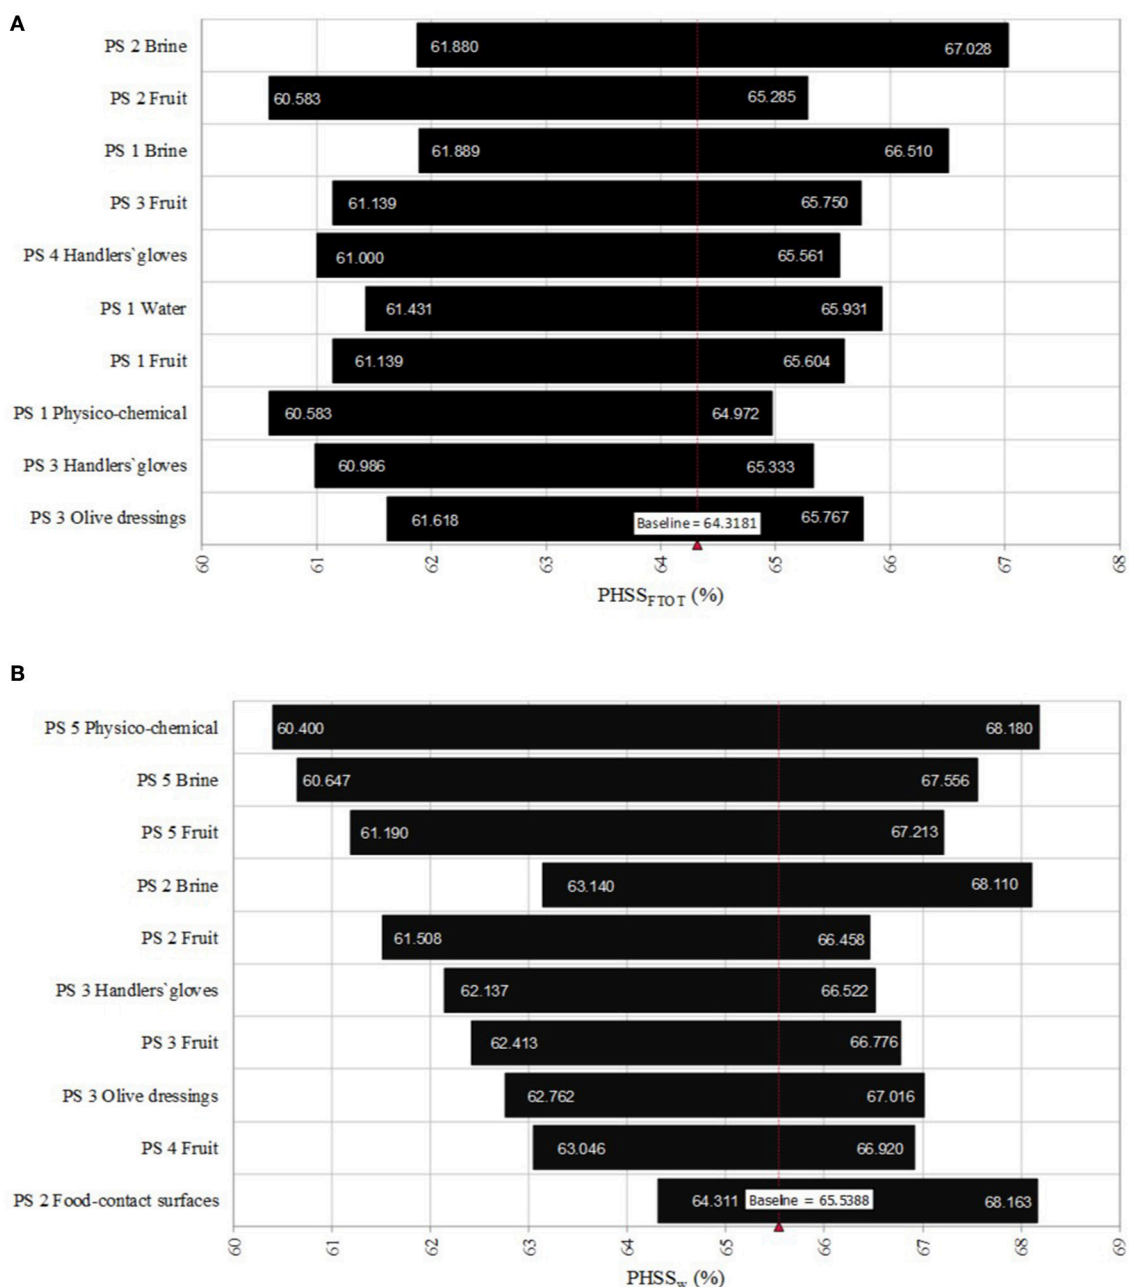 A
PS 2 Brine 61.880 67.028
PS 2 Fruit 60.583 65.285
PS 1 Brine 61.889 66.510
PS 3 Fruit 61.139 65.750
PS 4 Handlers`gloves 61.000 65.561
PS 1 Water 61.431 65.931
PS 1 Fruit 61.139 65.604
PS 1 Physico-chemical 60.583 64.972
PS 3 Handlers`gloves 60.986 65.333
PS 3 Olive dressings 61.618 65.767
Baseline = 64.3181
60 61 62 63 64 65 66 67 68
PHSS_FTOT (%)
B
PS 5 Physico-chemical 60.400 68.180
PS 5 Brine 60.647 67.556
PS 5 Fruit 61.190 67.213
PS 2 Brine 63.140 68.110
PS 2 Fruit 61.508 66.458
PS 3 Handlers`gloves 62.137 66.522
PS 3 Fruit 62.413 66.776
PS 3 Olive dressings 62.762 67.016
PS 4 Fruit 63.046 66.920
PS 2 Food-contact surfaces 64.311 Baseline = 65.5388 68.163
60 61 62 63 64 65 66 67 68 69
PHSS_w (%)